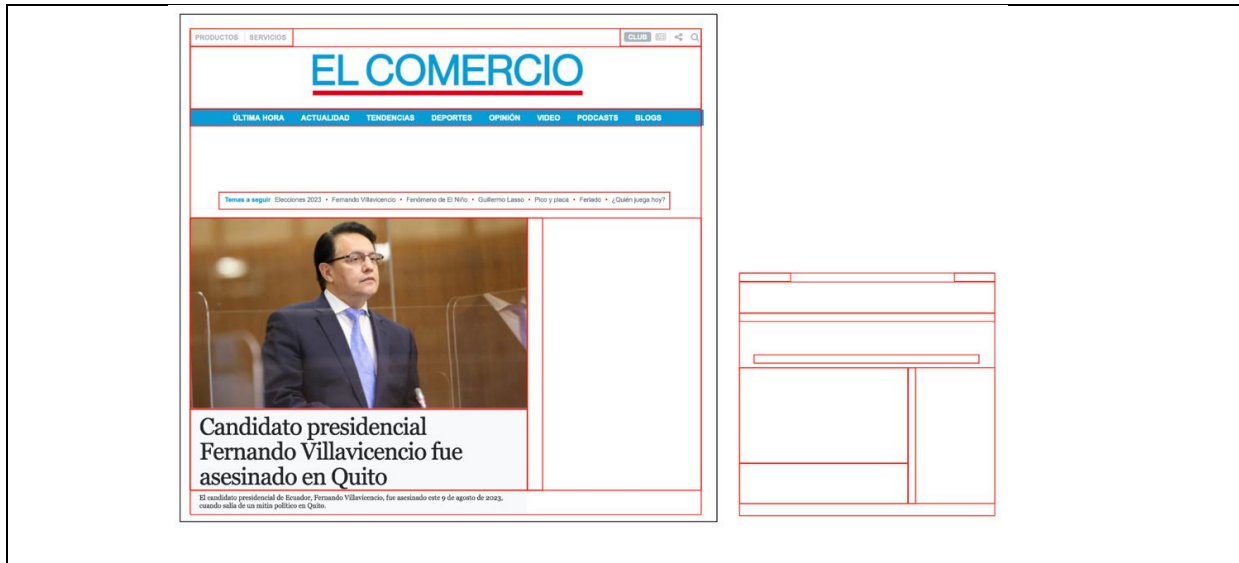 PRODUCTOS SERVICIOS CLUB
EL COMERCIO
ÚLTIMA HORA ACTUALIDAD TENDENCIAS DEPORTES OPINIÓN VIDEO PODCASTS BLOGS
Temas a seguir Elecciones 2023 • Fernando Villavicencio • Fenómeno de El Niño • Guillermo Lasso • Pico y placa • Feriado • ¿Quién juega hoy?
Candidato presidencial
Fernando Villavicencio fue
asesinado en Quito
El candidato presidencial de Ecuador, Fernando Villavicencio, fue asesinado este 9 de agosto de 2023,
cuando salía de un mitin político en Quito.